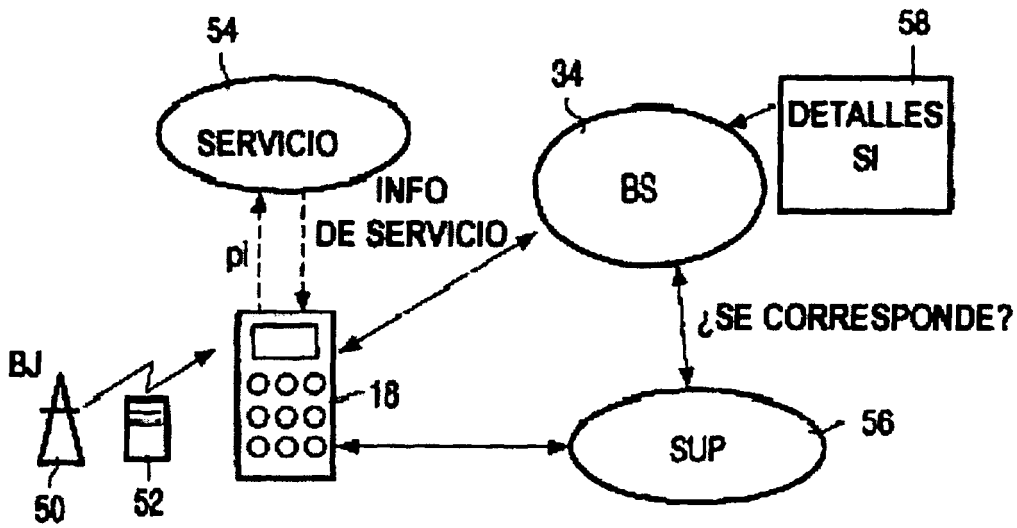 54
SERVICIO
INFO
DE SERVICIO
pi
34
BS
58
DETALLES
SI
¿SE CORRESPONDE?
BJ
50
52
18
SUP
56